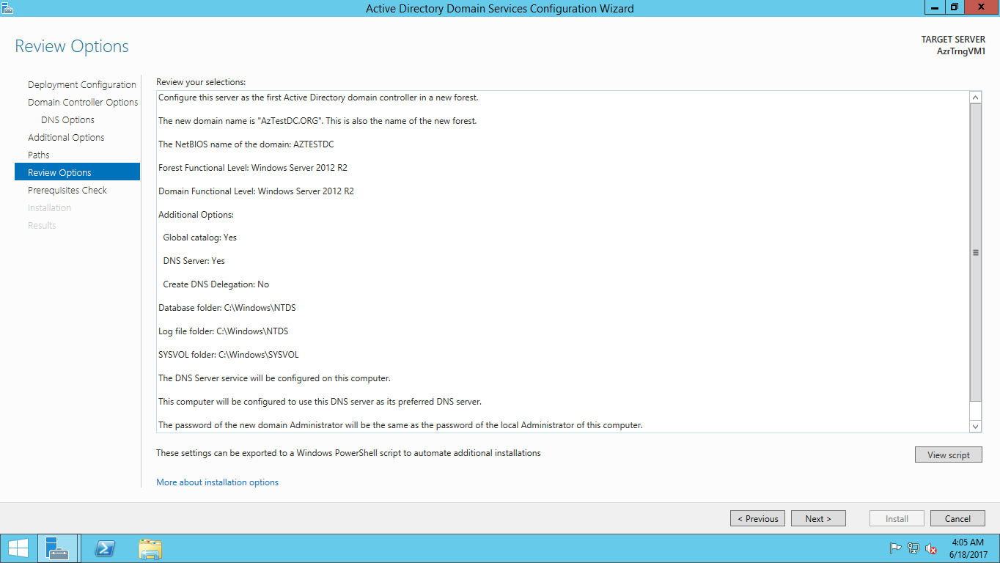 Active Directory Domain Services Configuration Wizard
Review Options
TARGET SERVER
AzrTrngVM1
Deployment Configuration
Domain Controller Options
DNS Options
Additional Options
Paths
Review Options
Prerequisites Check
Installation
Results
Review your selections:
Configure this server as the first Active Directory domain controller in a new forest.
The new domain name is "AzTestDC.ORG". This is also the name of the new forest.
The NetBIOS name of the domain: AZTESTDC
Forest Functional Level: Windows Server 2012 R2
Domain Functional Level: Windows Server 2012 R2
Additional Options:
Global catalog: Yes
DNS Server: Yes
Create DNS Delegation: No
Database folder: C:\Windows\NTDS
Log file folder: C:\Windows\NTDS
SYSVOL folder: C:\Windows\SYSVOL
The DNS Server service will be configured on this computer.
This computer will be configured to use this DNS server as its preferred DNS server.
The password of the new domain Administrator will be the same as the password of the local Administrator of this computer.
These settings can be exported to a Windows PowerShell script to automate additional installations
View script
More about installation options
< Previous
Next >
Install
Cancel
4:05 AM
6/18/2017